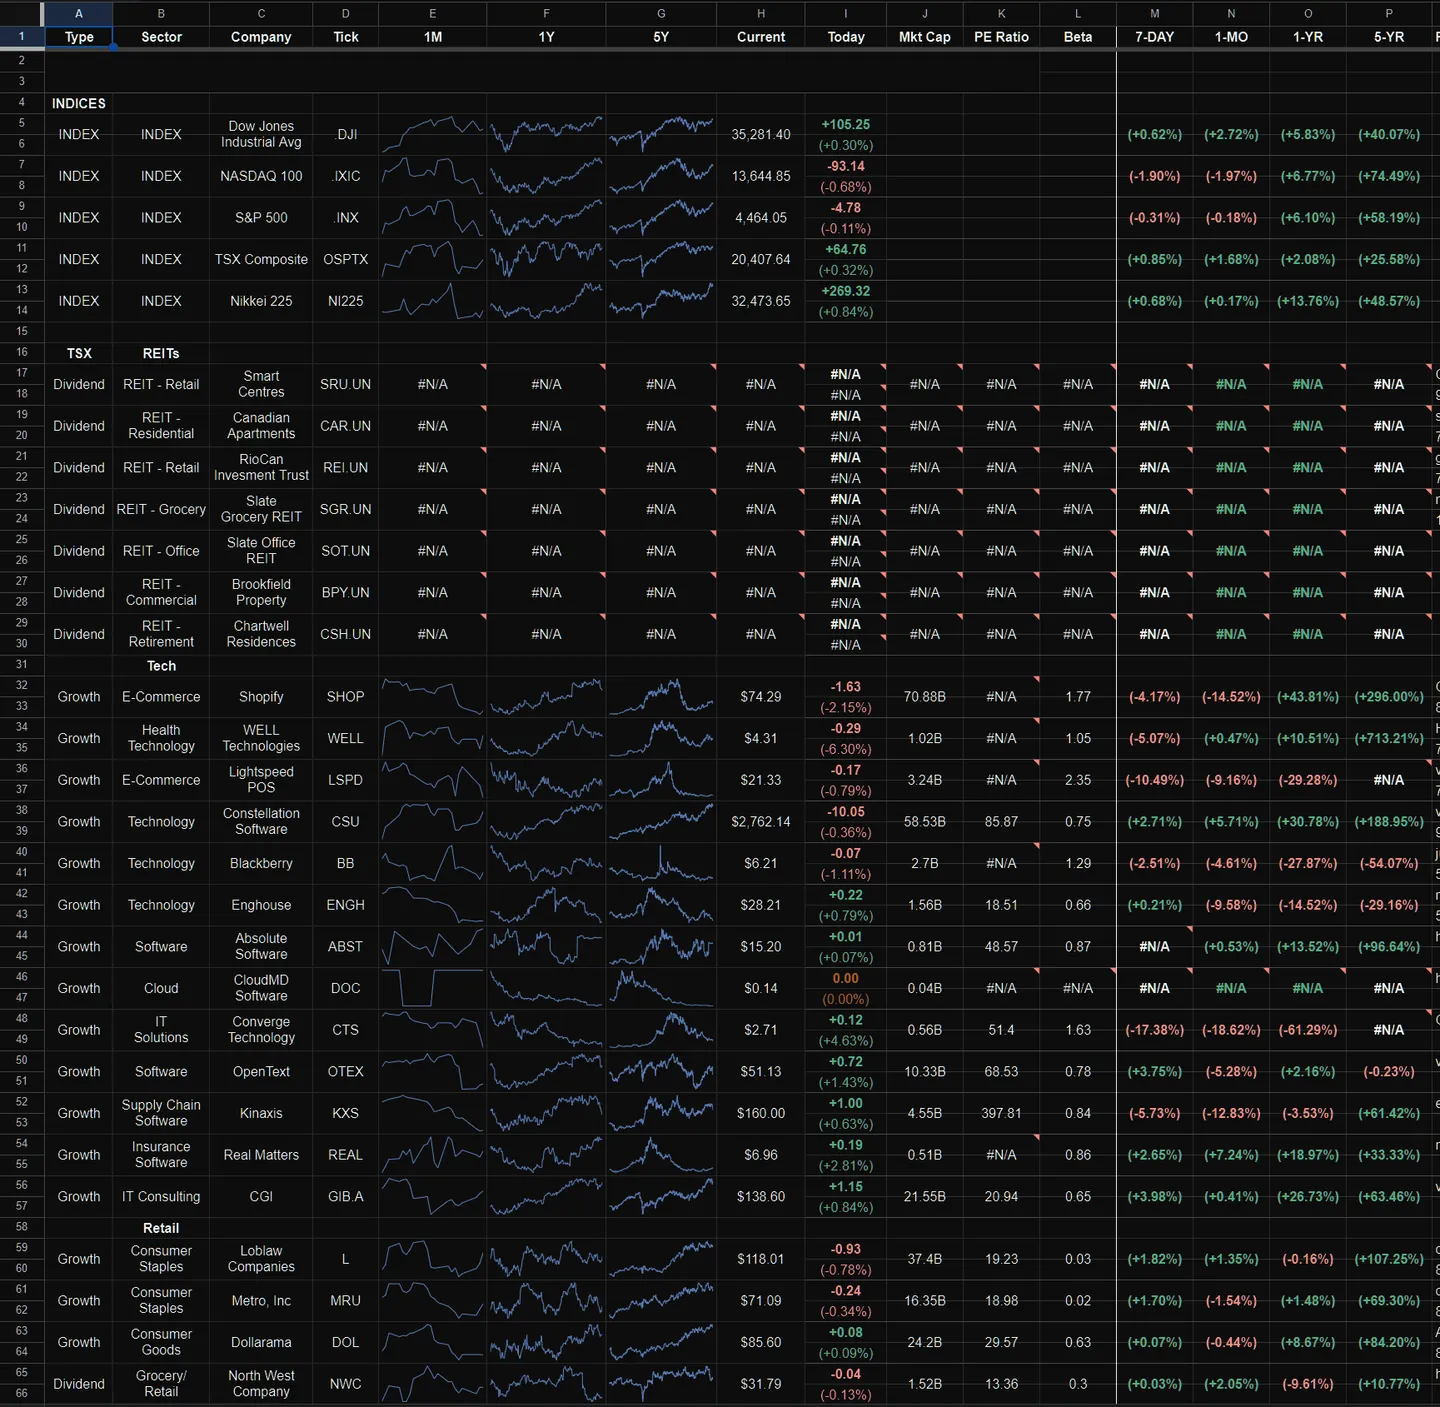 A B C D E F G H I J K L M N O P
1 Type Sector Company Tick 1M 1Y 5Y Current Today Mkt Cap PE Ratio Beta 7-DAY 1-MO 1-YR 5-YR
2
3
4 INDICES
5 Dow Jones +105.25
INDEX INDEX .DJI 35,281.40 (+0.62%) (+2.72%) (+5.83%) (+40.07%)
6 Industrial Avg (+0.30%)
7 -93.14
INDEX INDEX NASDAQ 100 .IXIC 13,644.85 (-1.90%) (-1.97%) (+6.77%) (+74.49%)
8 (-0.68%)
9 -4.78
INDEX INDEX S&P 500 .INX 4,464.05 (-0.31%) (-0.18%) (+6.10%) (+58.19%)
10 (-0.11%)
11 +64.76
INDEX INDEX TSX Composite OSPTX 20,407.64 (+0.85%) (+1.68%) (+2.08%) (+25.58%)
12 (+0.32%)
13 +269.32
INDEX INDEX Nikkei 225 NI225 32,473.65 (+0.68%) (+0.17%) (+13.76%) (+48.57%)
14 (+0.84%)
15
16 TSX REITs
17 Smart #N/A
Dividend REIT - Retail SRU.UN #N/A #N/A #N/A #N/A #N/A #N/A #N/A #N/A #N/A #N/A #N/A
18 Centres #N/A
19 REIT - Canadian #N/A
Dividend CAR.UN #N/A #N/A #N/A #N/A #N/A #N/A #N/A #N/A #N/A #N/A #N/A
20 Residential Apartments #N/A
21 RioCan #N/A
Dividend REIT - Retail REI.UN #N/A #N/A #N/A #N/A #N/A #N/A #N/A #N/A #N/A #N/A #N/A
22 Invesment Trust #N/A
23 Slate #N/A
Dividend REIT - Grocery SGR.UN #N/A #N/A #N/A #N/A #N/A #N/A #N/A #N/A #N/A #N/A #N/A
24 Grocery REIT #N/A
25 Slate Office #N/A
Dividend REIT - Office SOT.UN #N/A #N/A #N/A #N/A #N/A #N/A #N/A #N/A #N/A #N/A #N/A
26 REIT #N/A
27 REIT - Brookfield #N/A
Dividend BPY.UN #N/A #N/A #N/A #N/A #N/A #N/A #N/A #N/A #N/A #N/A #N/A
28 Commercial Property #N/A
29 REIT - Chartwell #N/A
Dividend CSH.UN #N/A #N/A #N/A #N/A #N/A #N/A #N/A #N/A #N/A #N/A #N/A
30 Retirement Residences #N/A
31 Tech
32 -1.63
Growth E-Commerce Shopify SHOP $74.29 70.88B #N/A 1.77 (-4.17%) (-14.52%) (+43.81%) (+296.00%)
33 (-2.15%)
34 Health WELL -0.29
Growth WELL $4.31 1.02B #N/A 1.05 (-5.07%) (+0.47%) (+10.51%) (+713.21%)
35 Technology Technologies (-6.30%)
36 Lightspeed -0.17
Growth E-Commerce LSPD $21.33 3.24B #N/A 2.35 (-10.49%) (-9.16%) (-29.28%) #N/A
37 POS (-0.79%)
38 Constellation -10.05
Growth Technology CSU $2,762.14 58.53B 85.87 0.75 (+2.71%) (+5.71%) (+30.78%) (+188.95%)
39 Software (-0.36%)
40 -0.07
Growth Technology Blackberry BB $6.21 2.7B #N/A 1.29 (-2.51%) (-4.61%) (-27.87%) (-54.07%)
41 (-1.11%)
42 +0.22
Growth Technology Enghouse ENGH $28.21 1.56B 18.51 0.66 (+0.21%) (-9.58%) (-14.52%) (-29.16%)
43 (+0.79%)
44 Absolute +0.01
Growth Software ABST $15.20 0.81B 48.57 0.87 #N/A (+0.53%) (+13.52%) (+96.64%)
45 Software (+0.07%)
46 CloudMD 0.00
Growth Cloud DOC $0.14 0.04B #N/A #N/A #N/A #N/A #N/A #N/A
47 Software (0.00%)
48 IT Converge +0.12
Growth CTS $2.71 0.56B 51.4 1.63 (-17.38%) (-18.62%) (-61.29%) #N/A
49 Solutions Technology (+4.63%)
50 +0.72
Growth Software OpenText OTEX $51.13 10.33B 68.53 0.78 (+3.75%) (-5.28%) (+2.16%) (-0.23%)
51 (+1.43%)
52 Supply Chain +1.00
Growth Kinaxis KXS $160.00 4.55B 397.81 0.84 (-5.73%) (-12.83%) (-3.53%) (+61.42%)
53 Software (+0.63%)
54 Insurance +0.19
Growth Real Matters REAL $6.96 0.51B #N/A 0.86 (+2.65%) (+7.24%) (+18.97%) (+33.33%)
55 Software (+2.81%)
56 +1.15
Growth IT Consulting CGI GIB.A $138.60 21.55B 20.94 0.65 (+3.98%) (+0.41%) (+26.73%) (+63.46%)
57 (+0.84%)
58 Retail
59 Consumer Loblaw -0.93
Growth L $118.01 37.4B 19.23 0.03 (+1.82%) (+1.35%) (-0.16%) (+107.25%)
60 Staples Companies (-0.78%)
61 Consumer -0.24
Growth Metro, Inc MRU $71.09 16.35B 18.98 0.02 (+1.70%) (-1.54%) (+1.48%) (+69.30%)
62 Staples (-0.34%)
63 Consumer +0.08
Growth Dollarama DOL $85.60 24.2B 29.57 0.63 (+0.07%) (-0.44%) (+8.67%) (+84.20%)
64 Goods (+0.09%)
65 Grocery/ North West -0.04
Dividend NWC $31.79 1.52B 13.36 0.3 (+0.03%) (+2.05%) (-9.61%) (+10.77%)
66 Retail Company (-0.13%)